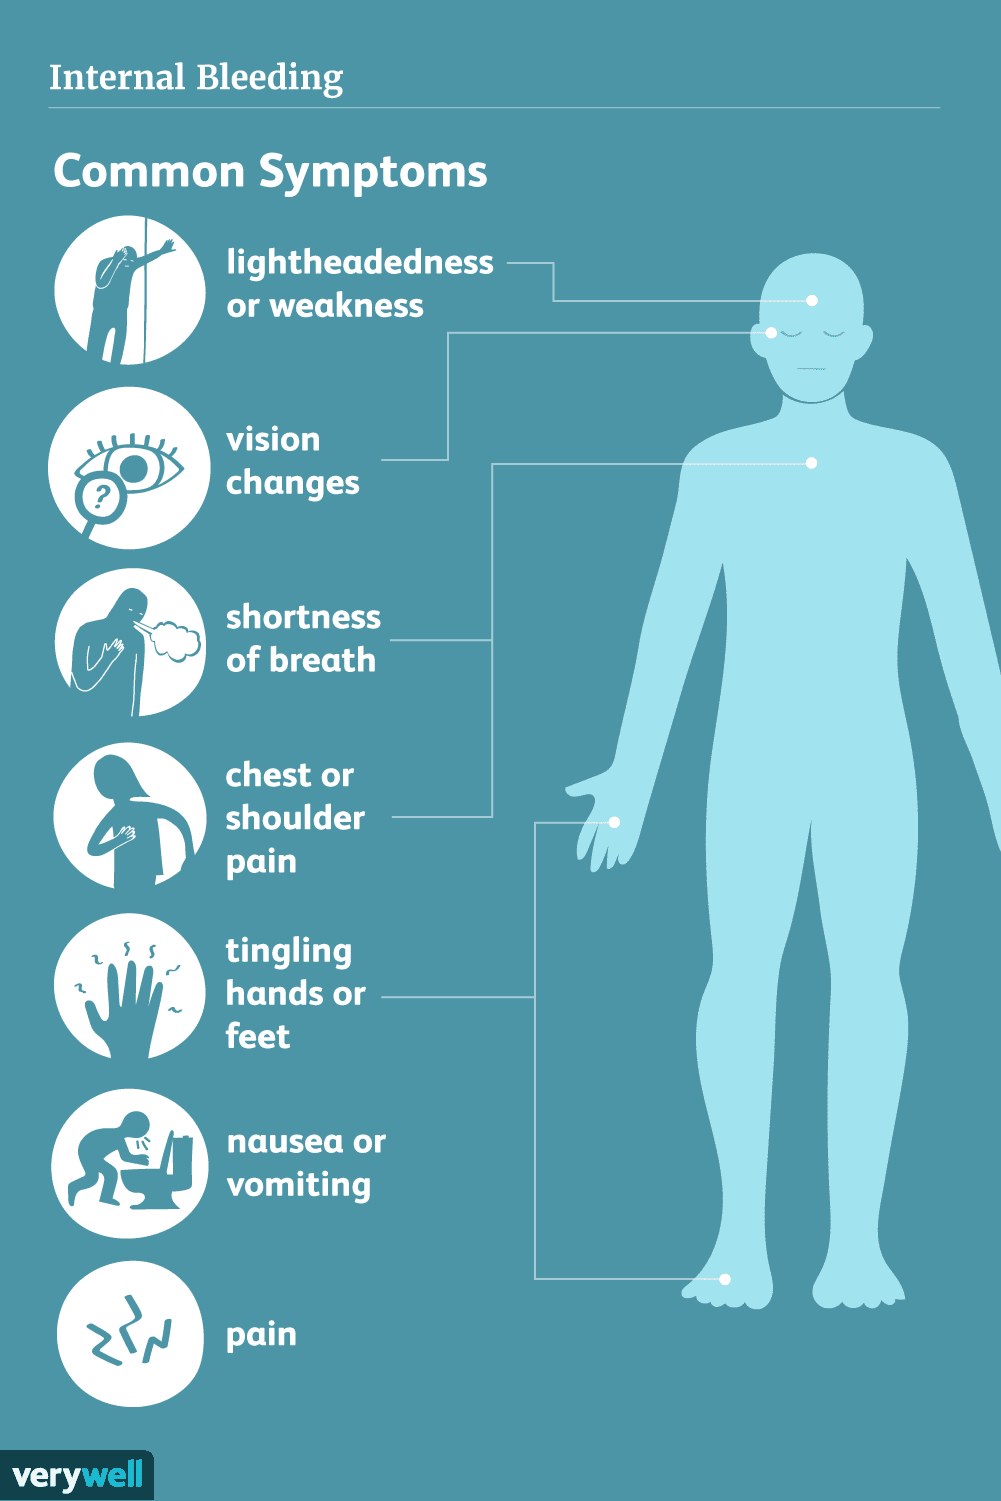 Internal Bleeding
Common Symptoms
lightheadedness
or weakness
vision
changes
?
shortness
of breath
chest or
shoulder
pain
tingling
hands or
feet
nausea or
vomiting
pain
verywell